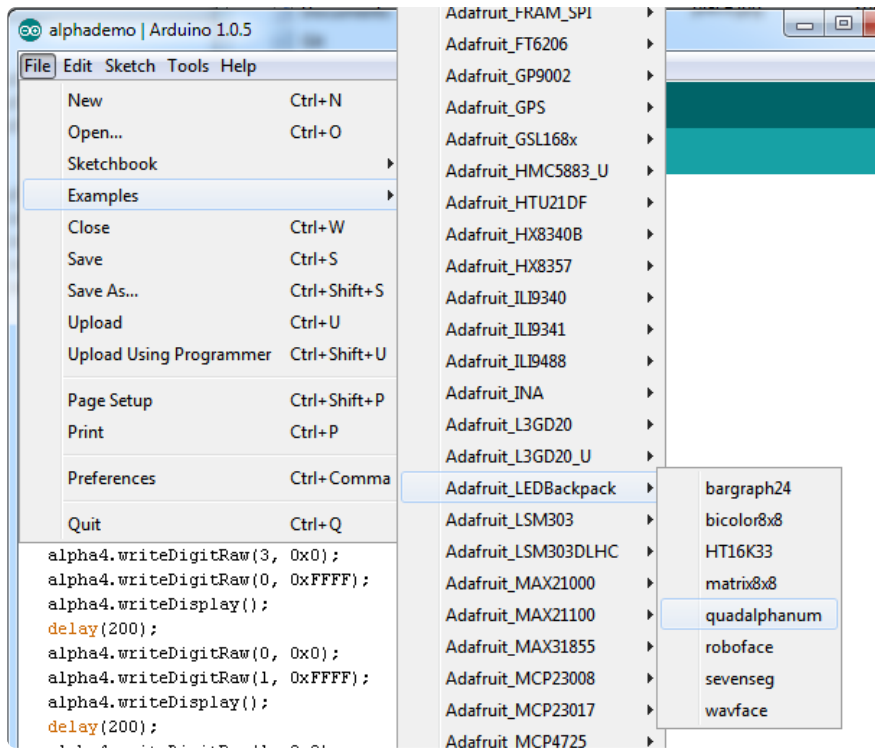 alphademo | Arduino 1.0.5
File Edit Sketch Tools Help
New Ctrl+N
Open... Ctrl+O
Sketchbook
Examples
Close Ctrl+W
Save Ctrl+S
Save As... Ctrl+Shift+S
Upload Ctrl+U
Upload Using Programmer Ctrl+Shift+U
Page Setup Ctrl+Shift+P
Print Ctrl+P
Preferences Ctrl+Comma
Quit Ctrl+Q
alpha4.writeDigitRaw(3, 0x0);
alpha4.writeDigitRaw(0, 0xFFFF);
alpha4.writeDisplay();
delay(200);
alpha4.writeDigitRaw(0, 0x0);
alpha4.writeDigitRaw(1, 0xFFFF);
alpha4.writeDisplay();
delay(200);
Adafruit_FRAM_SPI
Adafruit_FT6206
Adafruit_GP9002
Adafruit_GPS
Adafruit_GSL168x
Adafruit_HMC5883_U
Adafruit_HTU21DF
Adafruit_HX8340B
Adafruit_HX8357
Adafruit_ILI9340
Adafruit_ILI9341
Adafruit_ILI9488
Adafruit_INA
Adafruit_L3GD20
Adafruit_L3GD20_U
Adafruit_LEDBackpack
Adafruit_LSM303
Adafruit_LSM303DLHC
Adafruit_MAX21000
Adafruit_MAX21100
Adafruit_MAX31855
Adafruit_MCP23008
Adafruit_MCP23017
Adafruit_MCP4725
bargraph24
bicolor8x8
HT16K33
matrix8x8
quadalphanum
roboface
sevenseg
wavface